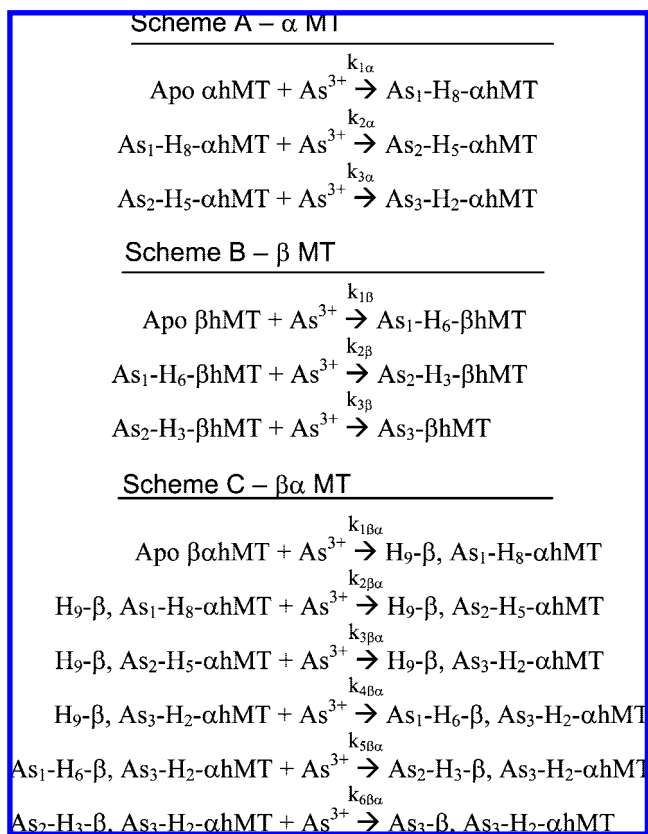 Scheme A – α MT
Apo αhMT + As³⁺ →k₁α As₁-H₈-αhMT
As₁-H₈-αhMT + As³⁺ →k₂α As₂-H₅-αhMT
As₂-H₅-αhMT + As³⁺ →k₃α As₃-H₂-αhMT
Scheme B – β MT
Apo βhMT + As³⁺ →k₁β As₁-H₆-βhMT
As₁-H₆-βhMT + As³⁺ →k₂β As₂-H₃-βhMT
As₂-H₃-βhMT + As³⁺ →k₃β As₃-βhMT
Scheme C – βα MT
Apo βαhMT + As³⁺ →k₁βα H₉-β, As₁-H₈-αhMT
H₉-β, As₁-H₈-αhMT + As³⁺ →k₂βα H₉-β, As₂-H₅-αhMT
H₉-β, As₂-H₅-αhMT + As³⁺ →k₃βα H₉-β, As₃-H₂-αhMT
H₉-β, As₃-H₂-αhMT + As³⁺ →k₄βα As₁-H₆-β, As₃-H₂-αhMT
As₁-H₆-β, As₃-H₂-αhMT + As³⁺ →k₅βα As₂-H₃-β, As₃-H₂-αhMT
As₂-H₃-β, As₃-H₂-αhMT + As³⁺ →k₆βα As₃-β, As₃-H₂-αhMT